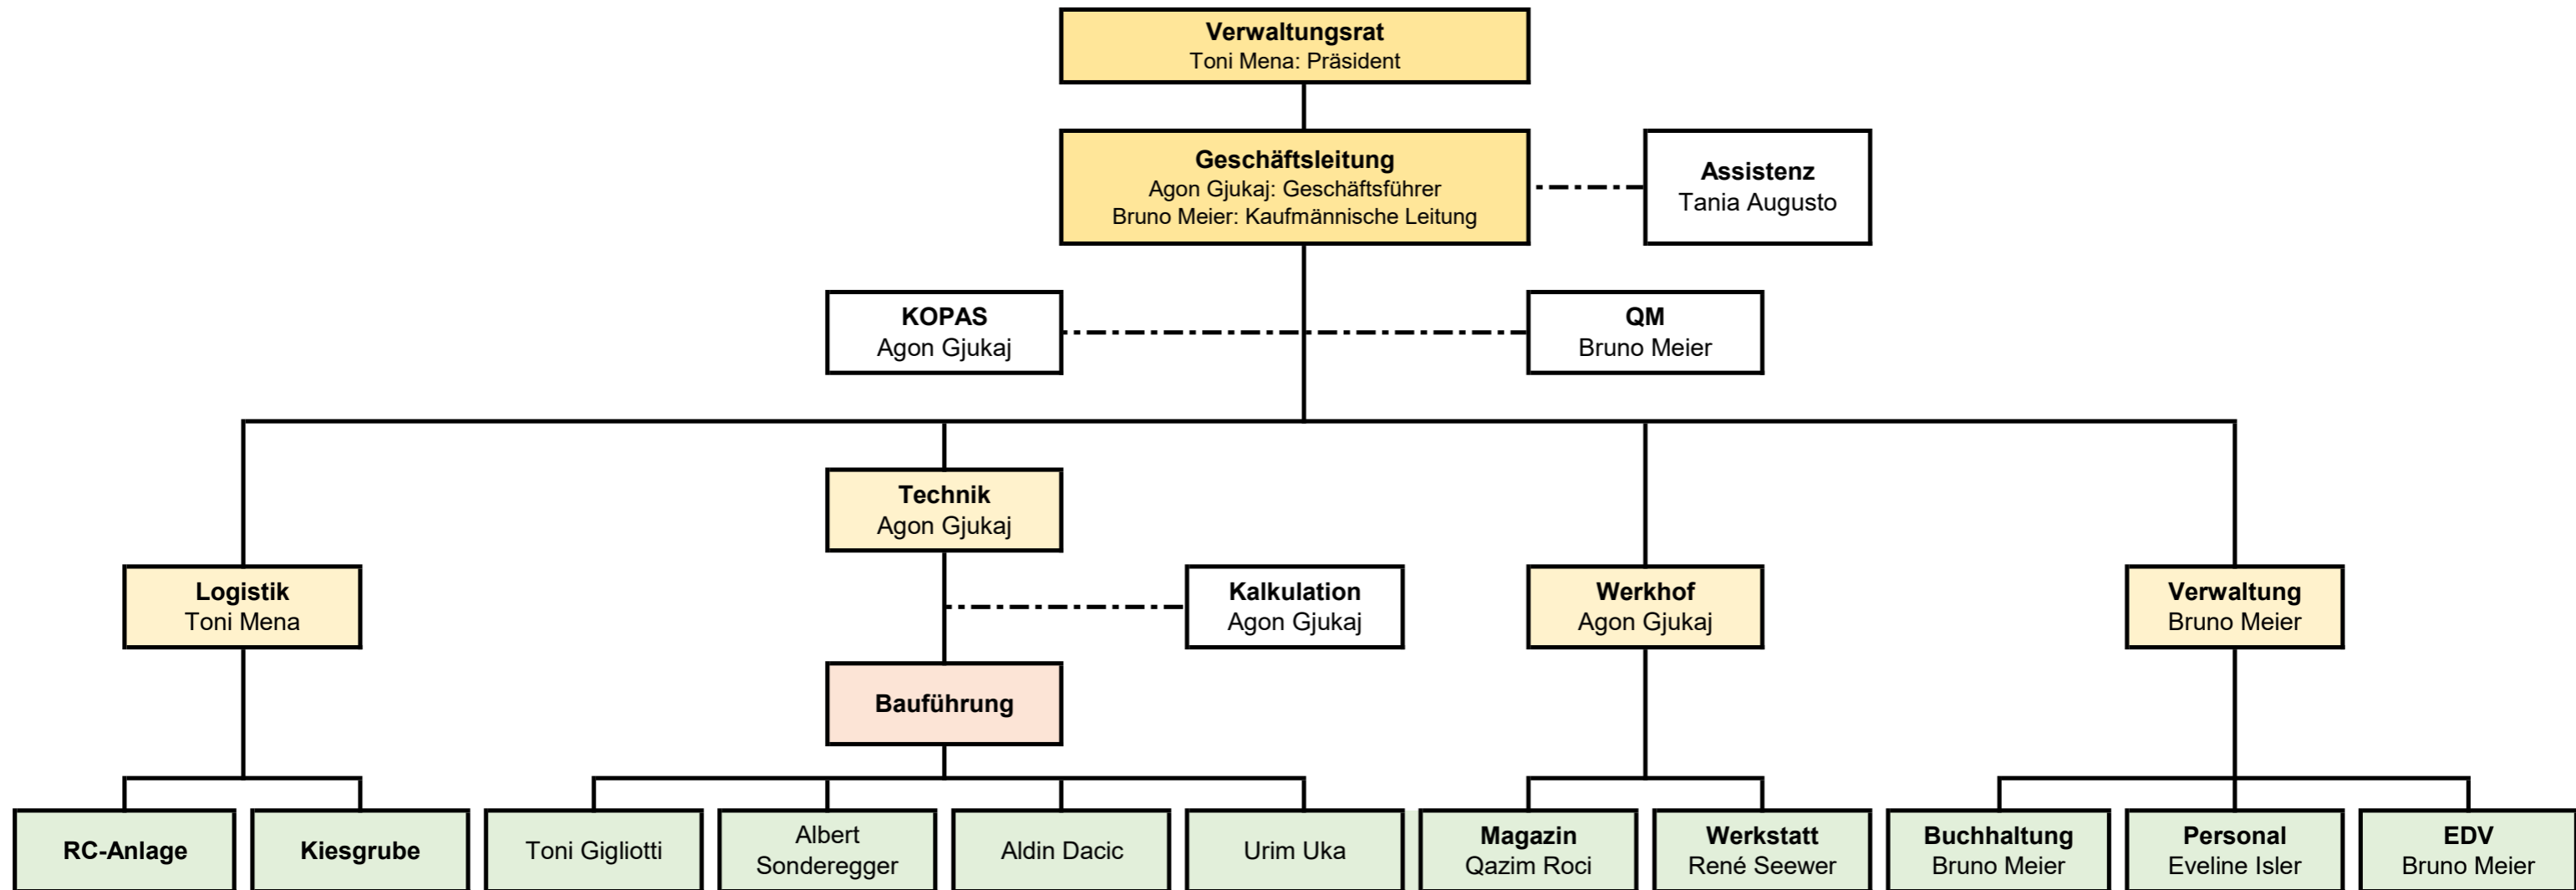 Verwaltungsrat
Toni Mena: Präsident
Geschäftsleitung
Agon Gjukaj: Geschäftsführer
Bruno Meier: Kaufmännische Leitung
Assistenz
Tania Augusto
KOPAS
Agon Gjukaj
QM
Bruno Meier
Technik
Agon Gjukaj
Logistik
Toni Mena
Kalkulation
Agon Gjukaj
Werkhof
Agon Gjukaj
Verwaltung
Bruno Meier
Bauführung
RC-Anlage
Kiesgrube
Toni Gigliotti
Albert
Sonderegger
Aldin Dacic
Urim Uka
Magazin
Qazim Roci
Werkstatt
René Seewer
Buchhaltung
Bruno Meier
Personal
Eveline Isler
EDV
Bruno Meier